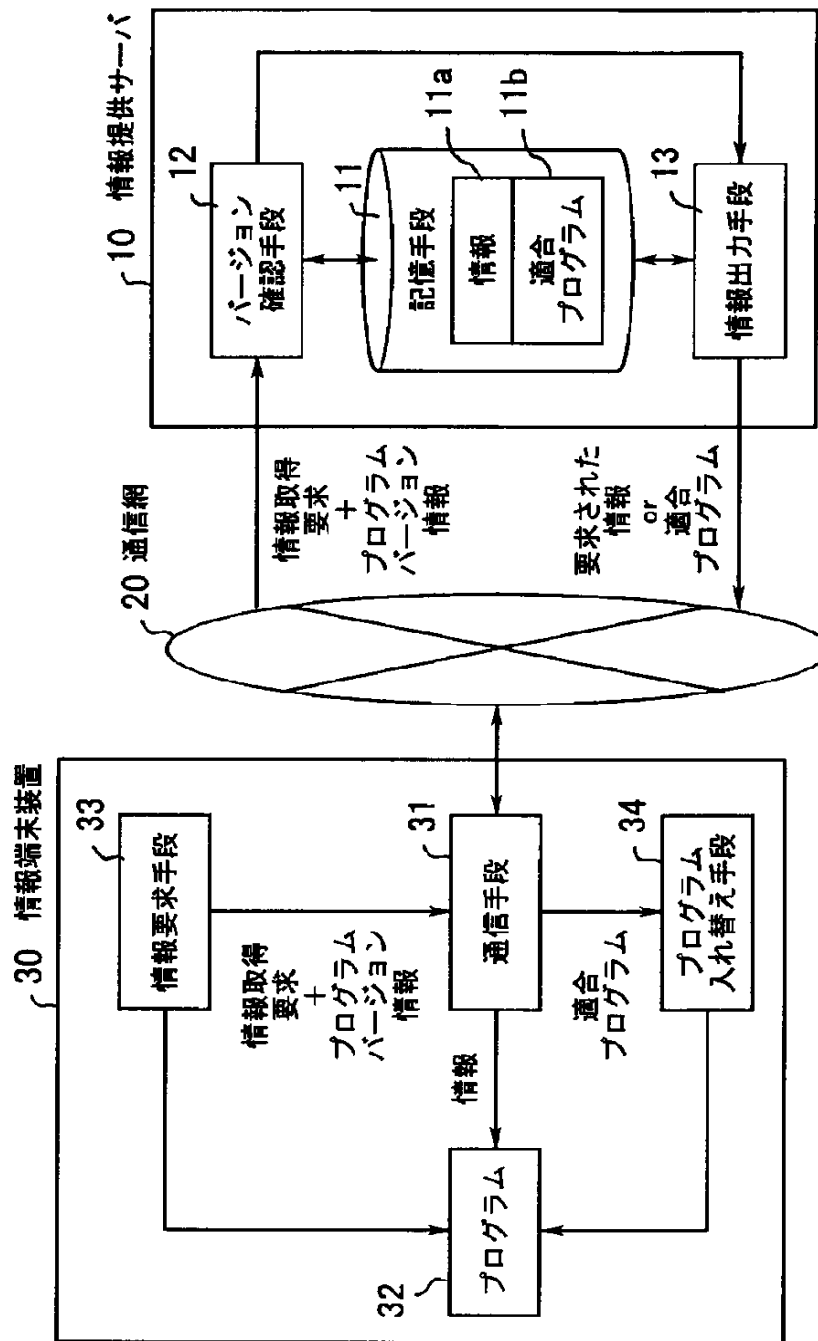 30 情報端末装置
33
情報要求手段
情報取得
要求
＋
プログラム
バージョン
情報
31
通信手段
情報
32
プログラム
適合
プログラム
34
プログラム
入れ替え手段
20 通信網
情報取得
要求
＋
プログラム
バージョン
情報
要求された
情報
or
適合
プログラム
10 情報提供サーバ
12
バージョン
確認手段
11
記憶手段
11a
情報
11b
適合
プログラム
13
情報出力手段